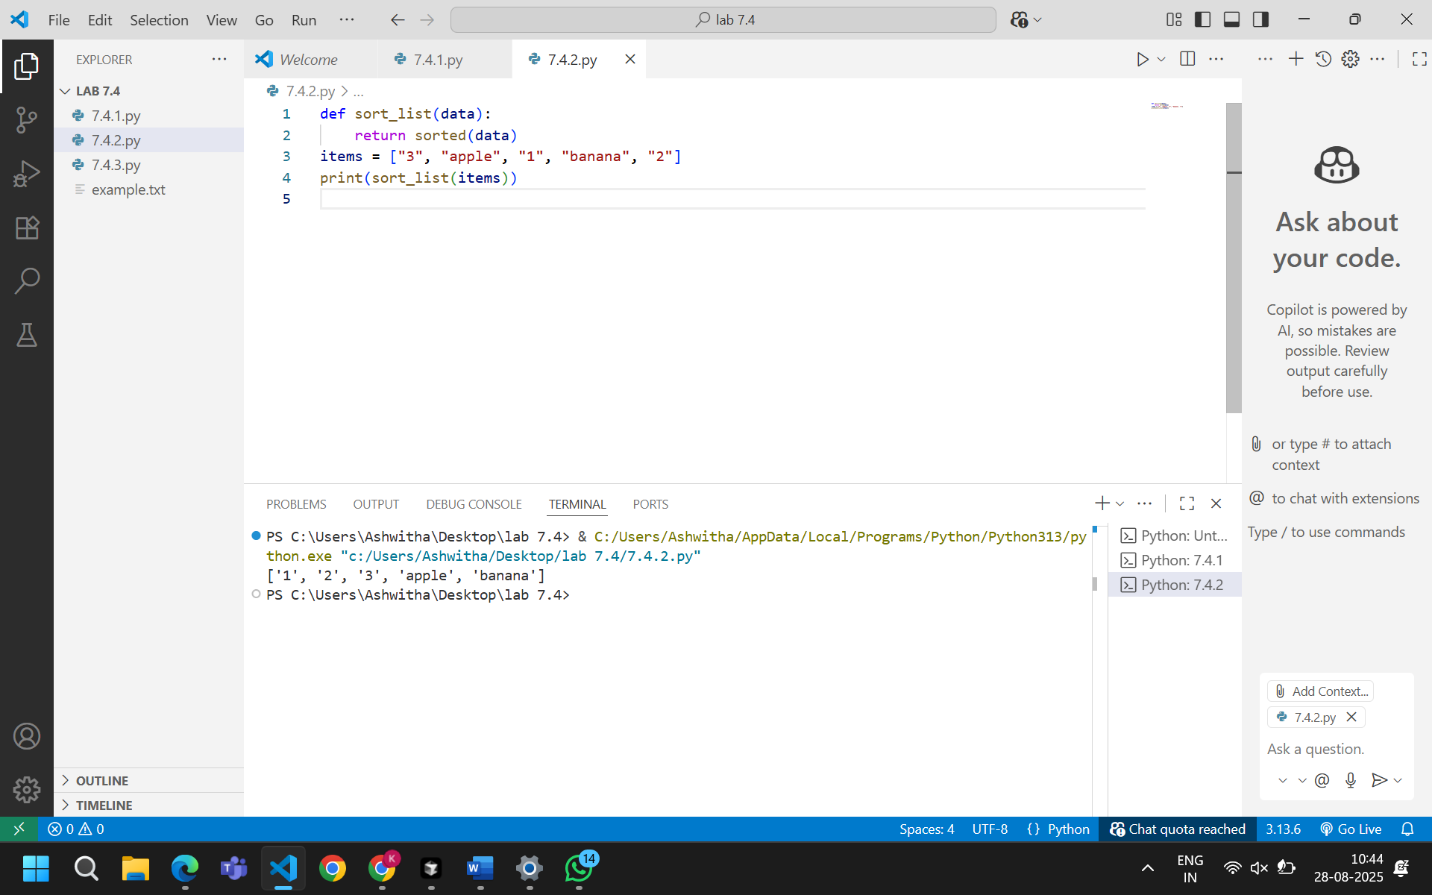 File Edit Selection View Go Run ···
lab 7.4
EXPLORER
LAB 7.4
7.4.1.py
7.4.2.py
7.4.3.py
example.txt
OUTLINE
TIMELINE
Welcome
7.4.1.py
7.4.2.py
7.4.2.py > ...
1 def sort_list(data):
2     return sorted(data)
3 items = ["3", "apple", "1", "banana", "2"]
4 print(sort_list(items))
5
PROBLEMS OUTPUT DEBUG CONSOLE TERMINAL PORTS
PS C:\Users\Ashwitha\Desktop\lab 7.4> & C:/Users/Ashwitha/AppData/Local/Programs/Python/Python313/py
thon.exe "c:/Users/Ashwitha/Desktop/lab 7.4/7.4.2.py"
['1', '2', '3', 'apple', 'banana']
PS C:\Users\Ashwitha\Desktop\lab 7.4>
Python: Unt...
Python: 7.4.1
Python: 7.4.2
Ask about
your code.
Copilot is powered by
AI, so mistakes are
possible. Review
output carefully
before use.
or type # to attach
context
@ to chat with extensions
Type / to use commands
Add Context...
7.4.2.py
Ask a question.
@
0 0
Spaces: 4 UTF-8 {} Python Chat quota reached 3.13.6 Go Live
K
W
14
ENG
IN
10:44
28-08-2025